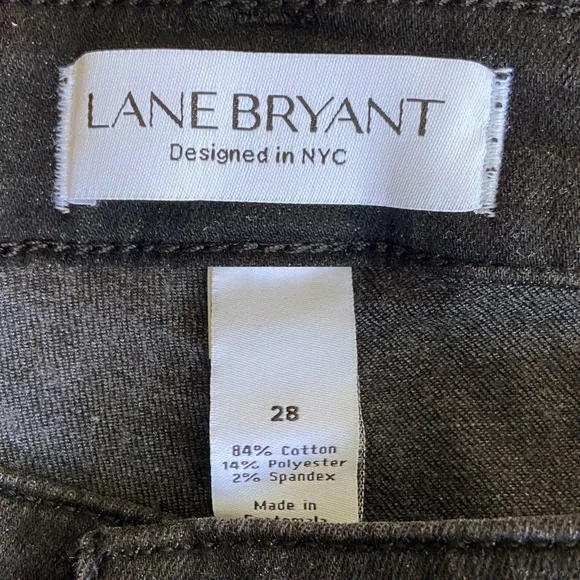 LANE BRYANT
Designed in NYC
28
84% Cotton
14% Polyester
2% Spandex
Made in